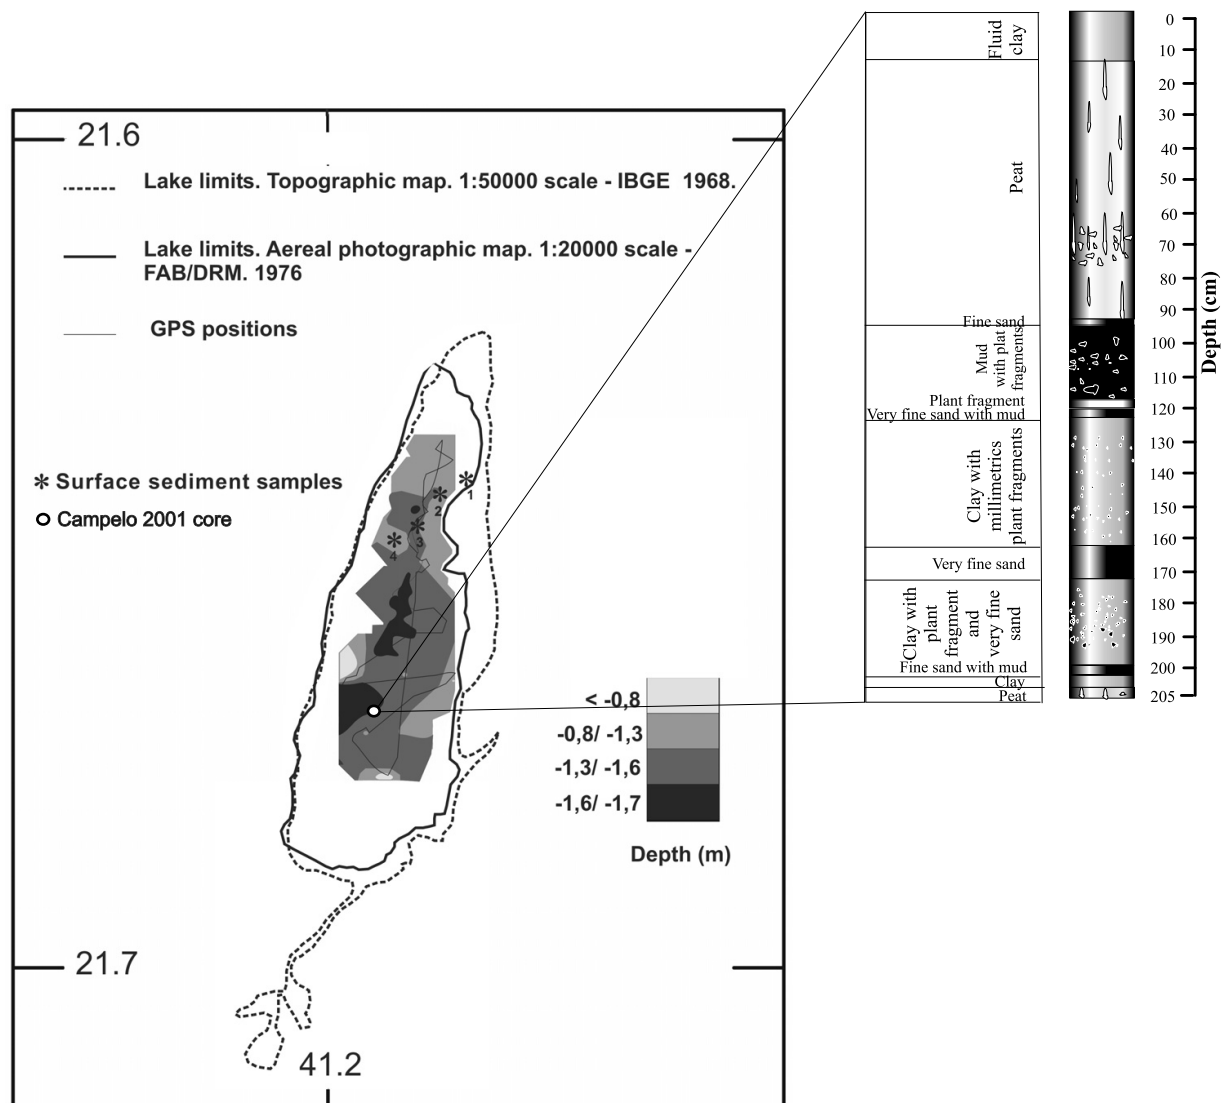 21.6
Lake limits. Topographic map. 1:50000 scale - IBGE 1968.
Lake limits. Aereal photographic map. 1:20000 scale -
FAB/DRM. 1976
GPS positions
Surface sediment samples
Campelo 2001 core
1
2
3
4
< -0,8
-0,8/ -1,3
-1,3/ -1,6
-1,6/ -1,7
Depth (m)
21.7
41.2
Fluid
clay
Peat
Fine sand
Mud
with plat
fragments
Plant fragment
Very fine sand with mud
Clay with
millimetrics
plant fragments
Very fine sand
Clay with
plant
fragment
and
very fine
sand
Fine sand with mud
Clay
Peat
0
10
20
30
40
50
60
70
80
90
100
110
120
130
140
150
160
170
180
190
200
205
Depth (cm)